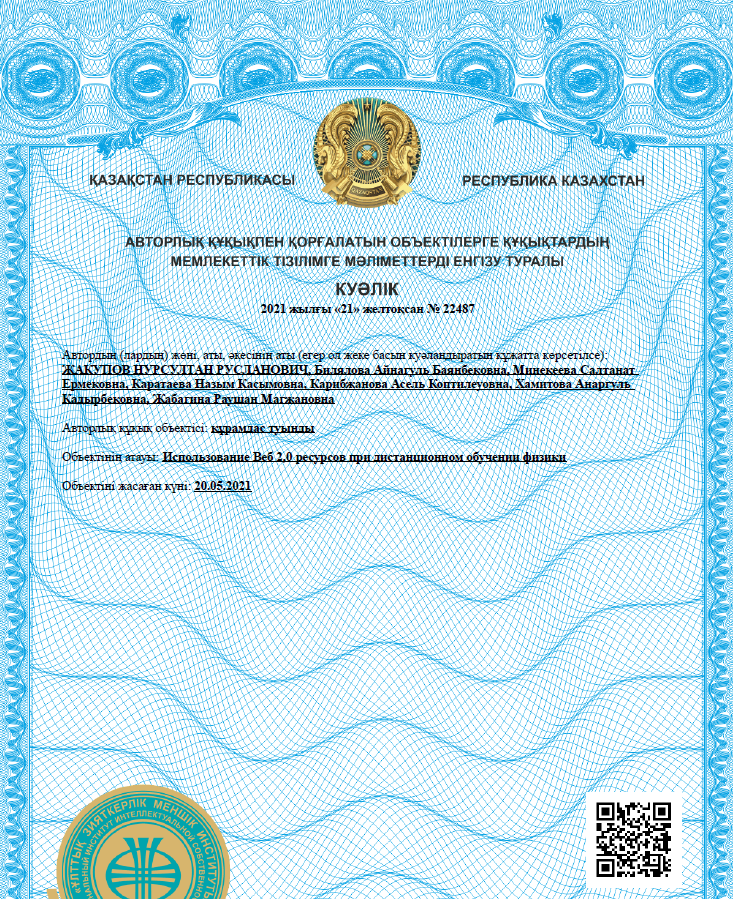 ҚАЗАҚСТАН РЕСПУБЛИКАСЫ
РЕСПУБЛИКА КАЗАХСТАН
АВТОРЛЫҚ ҚҰҚЫҚПЕН ҚОРҒАЛАТЫН ОБЪЕКТІЛЕРГЕ ҚҰҚЫҚТАРДЫҢ
МЕМЛЕКЕТТІК ТІЗІЛІМГЕ МӘЛІМЕТТЕРДІ ЕНГІЗУ ТУРАЛЫ
КУӘЛІК
2021 жылғы «21» желтоқсан № 22487
Автордың (лардың) жөні, аты, әкесінің аты (егер ол жеке басын куәландыратын құжатта көрсетілсе):
ЖАКУПОВ НУРСУЛТАН РУСЛАНОВИЧ, Билялова Айнагуль Баянбековна, Минекеева Салтанат
Ермековна, Каратаева Назым Касымовна, Карибжанова Асель Коптилеуовна, Хамитова Анаргуль
Кадырбековна, Жабагина Раушан Магжановна
Авторлық құқық объектісі: құрамдас туынды
Объектінің атауы: Использование Веб 2,0 ресурсов при дистанционном обучении физики
Объектіні жасаған күні: 20.05.2021
ҰЛТТЫҚ ЗИЯТКЕРЛІК МЕНШІК ИНСТИТУТЫ
ИНСТИТУТ ИНТЕЛЛЕКТУАЛЬНОЙ